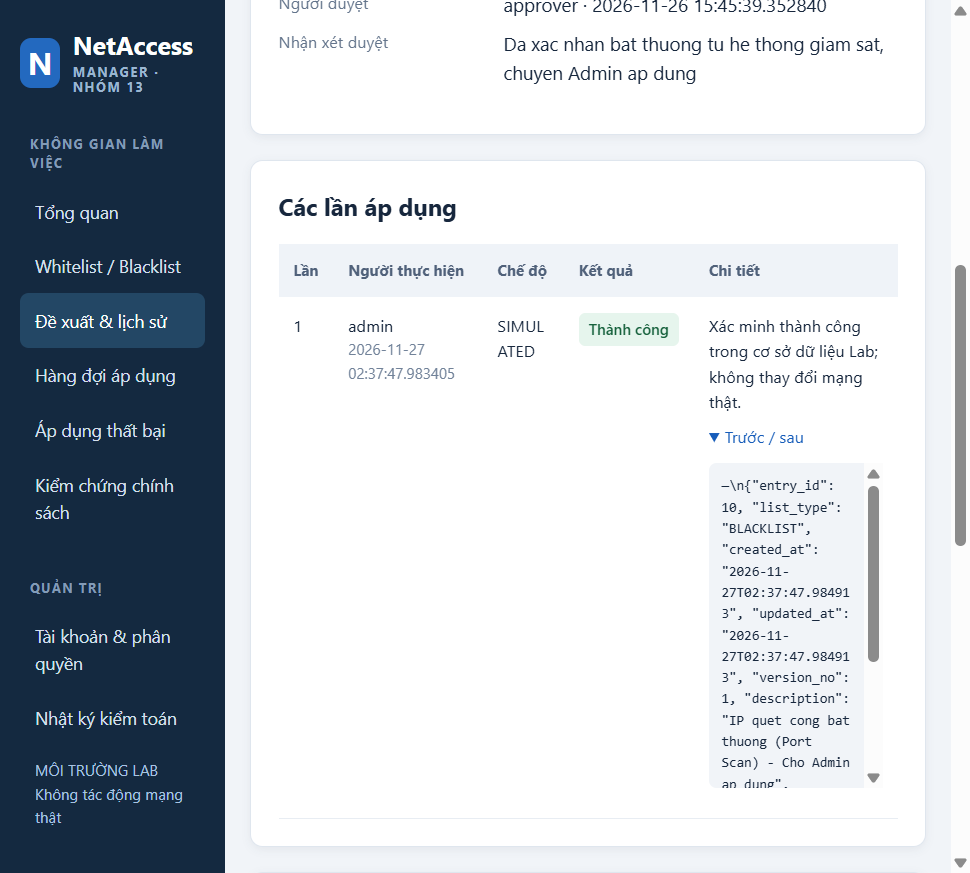 N
NetAccess
MANAGER ·
NHÓM 13
KHÔNG GIAN LÀM
VIỆC
Tổng quan
Whitelist / Blacklist
Đề xuất & lịch sử
Hàng đợi áp dụng
Áp dụng thất bại
Kiểm chứng chính
sách
QUẢN TRỊ
Tài khoản & phân
quyền
Nhật ký kiểm toán
MÔI TRƯỜNG LAB
Không tác động mạng
thật
Người duyệt
approver · 2026-11-26 15:45:39.352840
Nhận xét duyệt
Da xac nhan bat thuong tu he thong giam sat,
chuyen Admin ap dung
Các lần áp dụng
Lần Người thực hiện Chế độ Kết quả Chi tiết
1
admin
2026-11-27
02:37:47.983405
SIMUL
ATED
Thành công
Xác minh thành công
trong cơ sở dữ liệu Lab;
không thay đổi mạng
thật.
▼ Trước / sau
—\n{"entry_id":
10, "list_type":
"BLACKLIST",
"created_at":
"2026-11-
27T02:37:47.98491
3", "updated_at":
"2026-11-
27T02:37:47.98491
3", "version_no":
1, "description":
"IP quet cong bat
thuong (Port
Scan) - Cho Admin
ap dung",